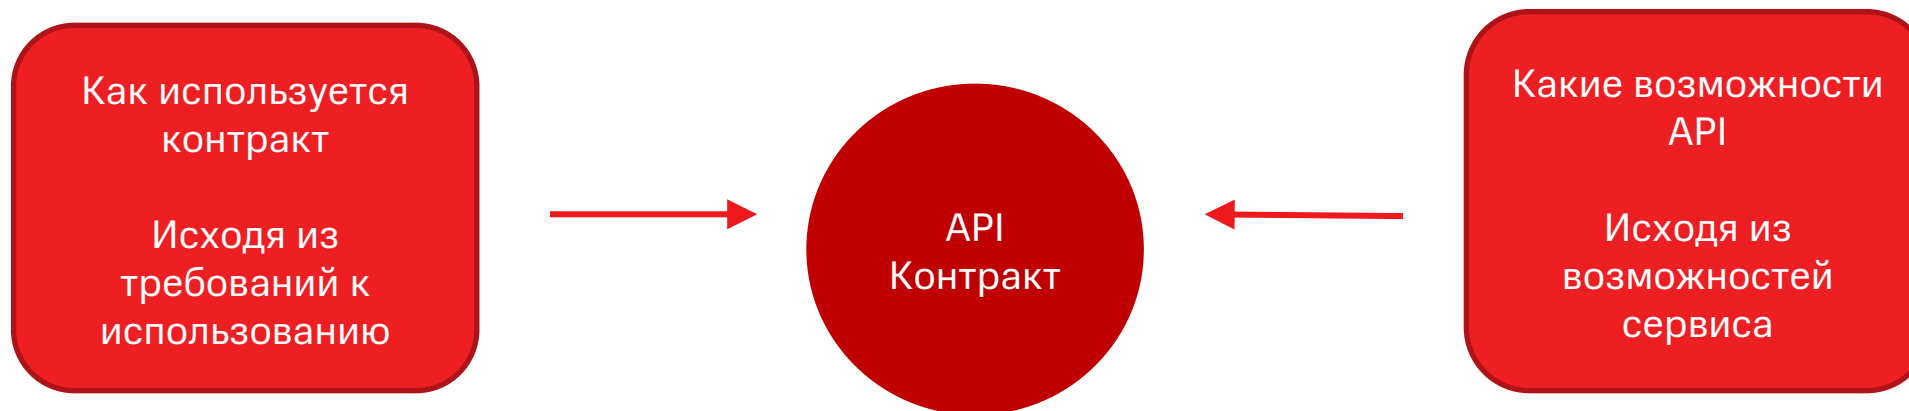 Как используется
контракт
Исходя из
требований к
использованию
API
Контракт
Какие возможности
API
Исходя из
возможностей
сервиса